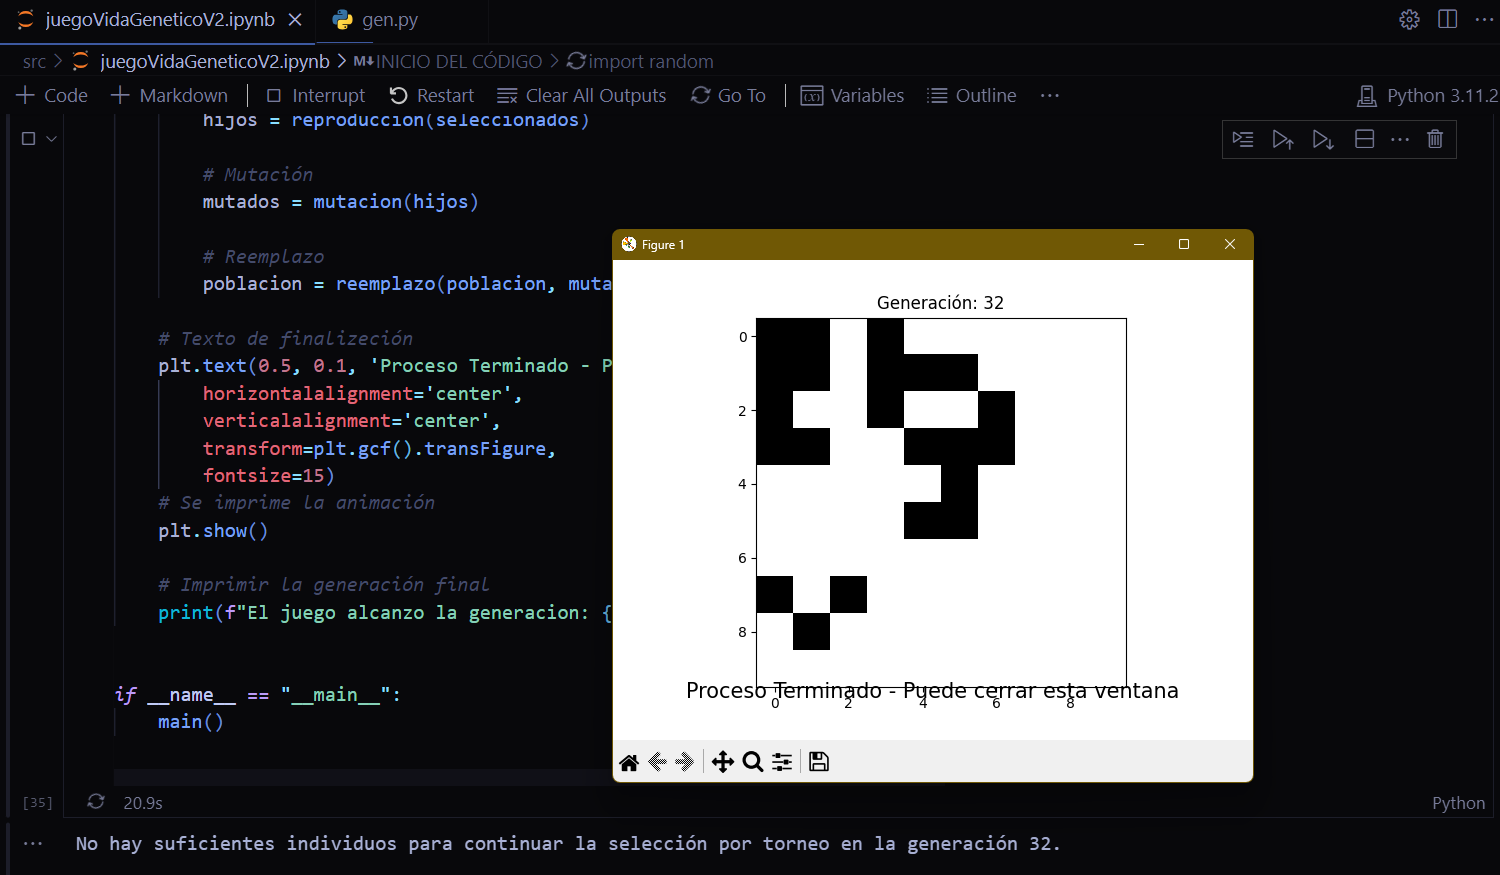 juegoVidaGeneticoV2.ipynb gen.py
src > juegoVidaGeneticoV2.ipynb > M↓INICIO DEL CÓDIGO > import random
+ Code + Markdown Interrupt Restart Clear All Outputs Go To Variables Outline ... Python 3.11.2
hijos = reproduccion(seleccionados)
# Mutación
mutados = mutacion(hijos)
# Reemplazo
poblacion = reemplazo(poblacion, muta
# Texto de finalizeción
plt.text(0.5, 0.1, 'Proceso Terminado - P
horizontalalignment='center',
verticalalignment='center',
transform=plt.gcf().transFigure,
fontsize=15)
# Se imprime la animación
plt.show()
# Imprimir la generación final
print(f"El juego alcanzo la generacion: {
if __name__ == "__main__":
main()
Figure 1
Generación: 32
0
2
4
6
8
Proceso Terminado - Puede cerrar esta ventana
0 2 4 6 8
[35] 20.9s Python
... No hay suficientes individuos para continuar la selección por torneo en la generación 32.